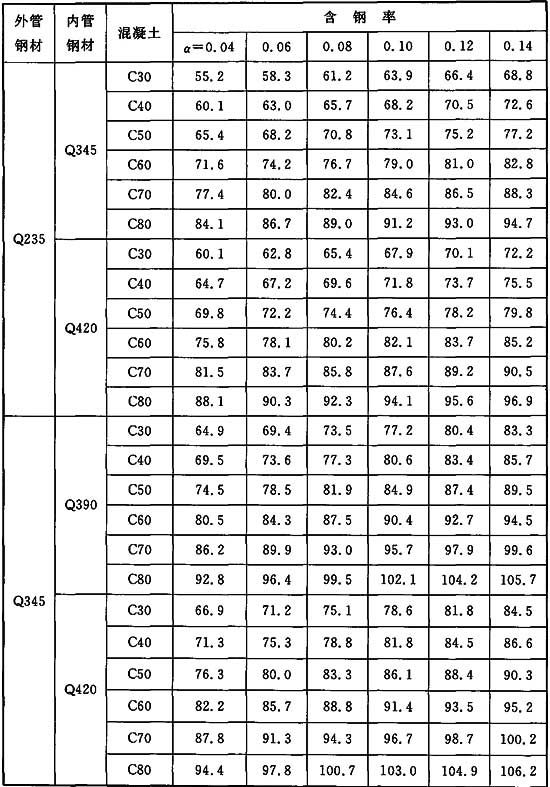 外管钢材 内管钢材 混凝土 含 钢 率
α=0.04 0.06 0.08 0.10 0.12 0.14
Q235 Q345 C30 55.2 58.3 61.2 63.9 66.4 68.8
C40 60.1 63.0 65.7 68.2 70.5 72.6
C50 65.4 68.2 70.8 73.1 75.2 77.2
C60 71.6 74.2 76.7 79.0 81.0 82.8
C70 77.4 80.0 82.4 84.6 86.5 88.3
C80 84.1 86.7 89.0 91.2 93.0 94.7
Q420 C30 60.1 62.8 65.4 67.9 70.1 72.2
C40 64.7 67.2 69.6 71.8 73.7 75.5
C50 69.8 72.2 74.4 76.4 78.2 79.8
C60 75.8 78.1 80.2 82.1 83.7 85.2
C70 81.5 83.7 85.8 87.6 89.2 90.5
C80 88.1 90.3 92.3 94.1 95.6 96.9
Q345 Q390 C30 64.9 69.4 73.5 77.2 80.4 83.3
C40 69.5 73.6 77.3 80.6 83.4 85.7
C50 74.5 78.5 81.9 84.9 87.4 89.5
C60 80.5 84.3 87.5 90.4 92.7 94.5
C70 86.2 89.9 93.0 95.7 97.9 99.6
C80 92.8 96.4 99.5 102.1 104.2 105.7
Q420 C30 66.9 71.2 75.1 78.6 81.8 84.5
C40 71.3 75.3 78.8 81.8 84.5 86.6
C50 76.3 80.0 83.3 86.1 88.4 90.3
C60 82.2 85.7 88.8 91.4 93.5 95.2
C70 87.8 91.3 94.3 96.7 98.7 100.2
C80 94.4 97.8 100.7 103.0 104.9 106.2